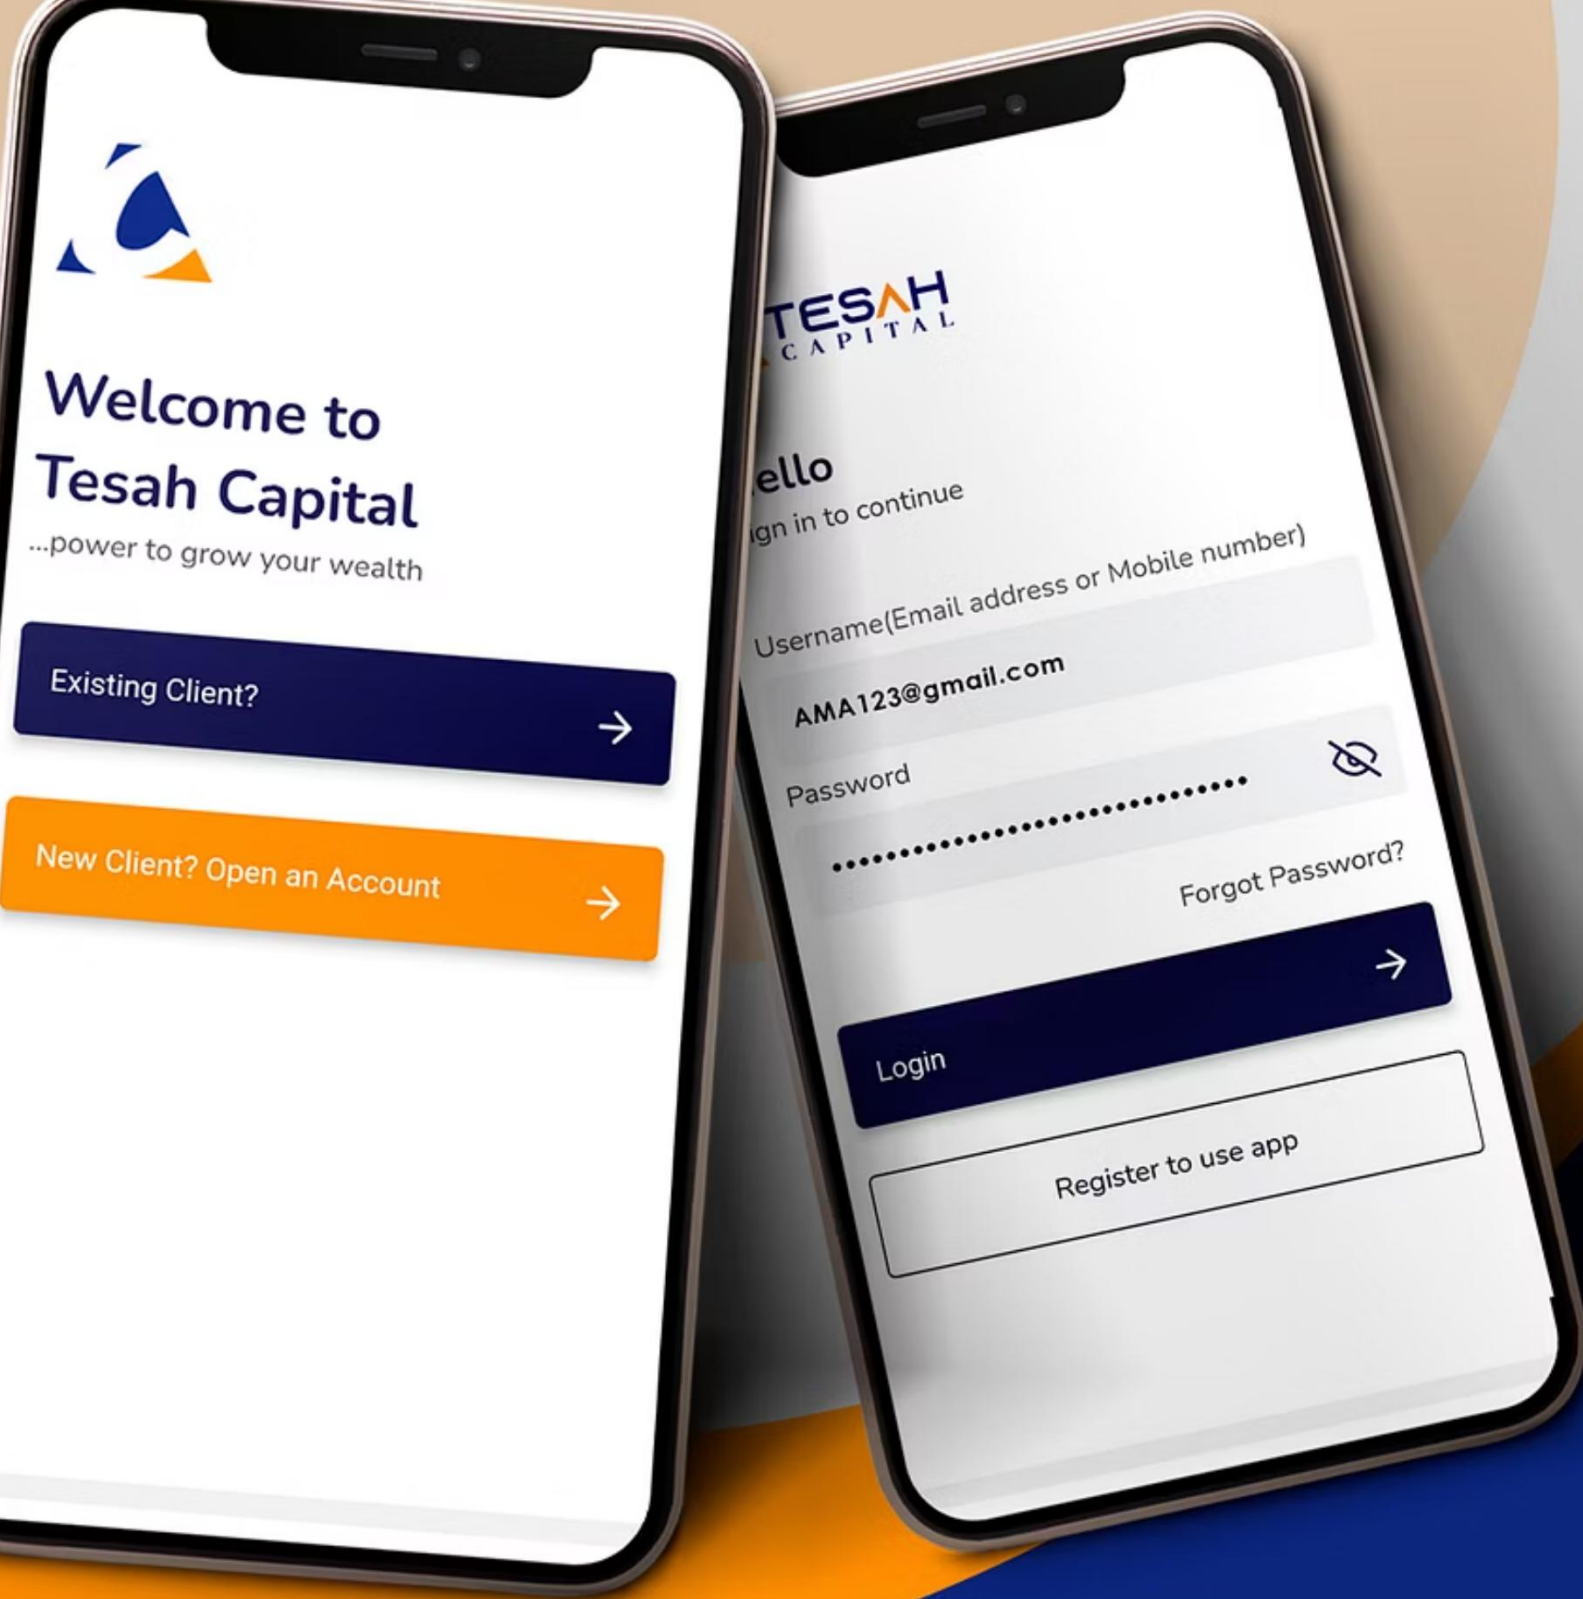 Welcome to
Tesah Capital
...power to grow your wealth
Existing Client?
New Client? Open an Account
TESAH
CAPITAL
ello
ign in to continue
Username(Email address or Mobile number)
AMA123@gmail.com
Password
Forgot Password?
Login
Register to use app